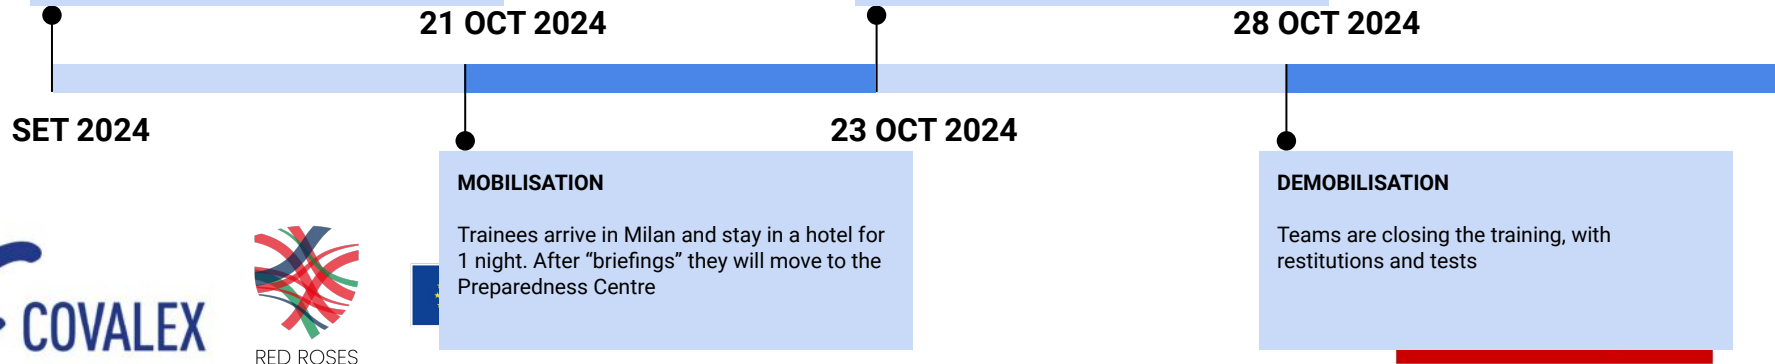 21 OCT 2024
28 OCT 2024
SET 2024
23 OCT 2024
MOBILISATION
Trainees arrive in Milan and stay in a hotel for
1 night. After “briefings” they will move to the
Preparedness Centre
DEMOBILISATION
Teams are closing the training, with
restitutions and tests
COVALEX
RED ROSES